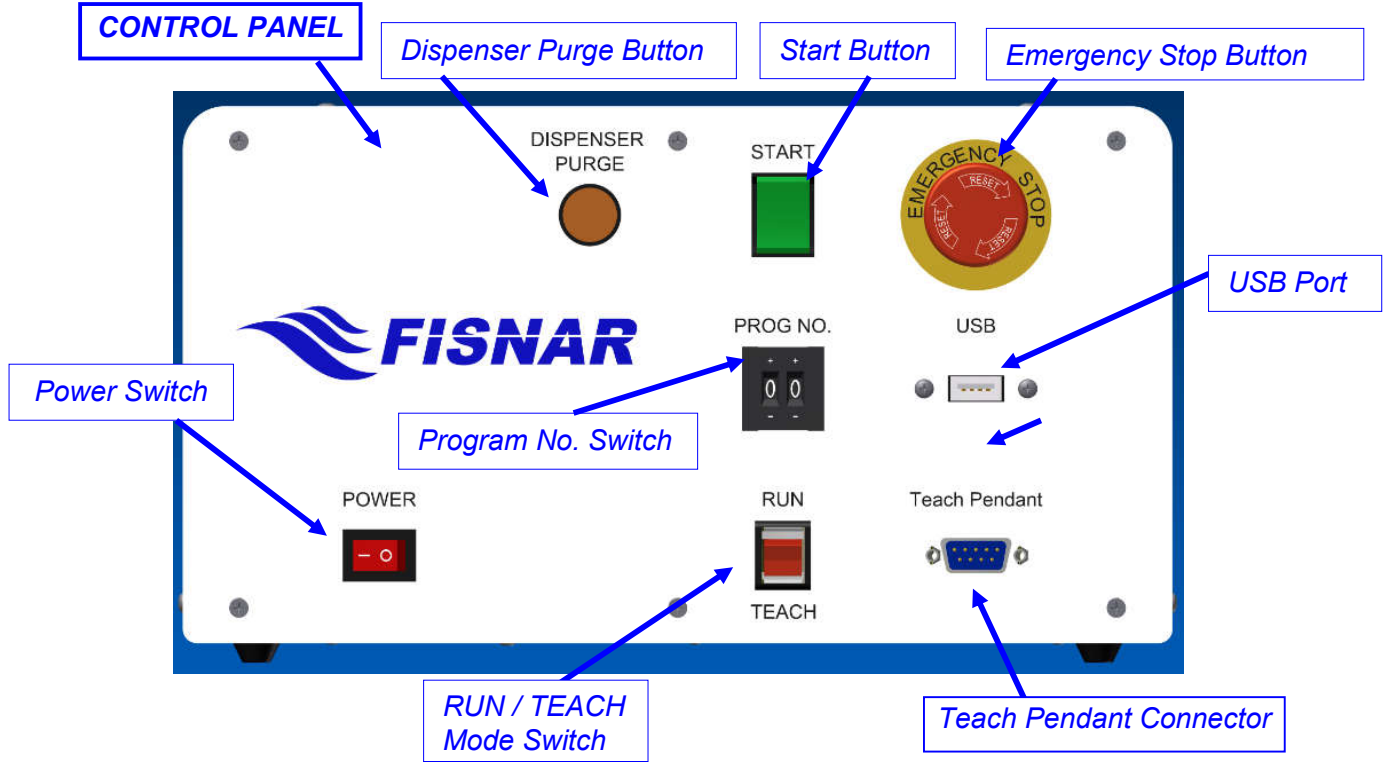 CONTROL PANEL
Dispenser Purge Button
Start Button
Emergency Stop Button
DISPENSER
PURGE
START
EMERGENCY STOP
RESET
RESET
RESET
USB Port
FISNAR
PROG NO.
USB
+ +
0 0
- -
Power Switch
Program No. Switch
POWER
RUN
Teach Pendant
– O
TEACH
RUN / TEACH
Mode Switch
Teach Pendant Connector